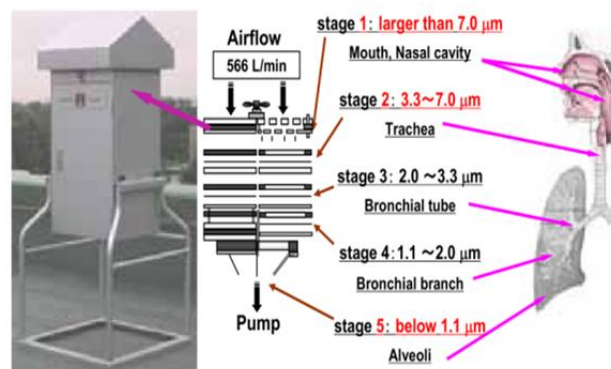 stage 1: larger than 7.0 μm
Airflow
566 L/min
Mouth, Nasal cavity
stage 2: 3.3~7.0 μm
Trachea
stage 3: 2.0 ~3.3 μm
Bronchial tube
stage 4:1.1 ~2.0 μm
Bronchial branch
Pump
stage 5: below 1.1 μm
Alveoli